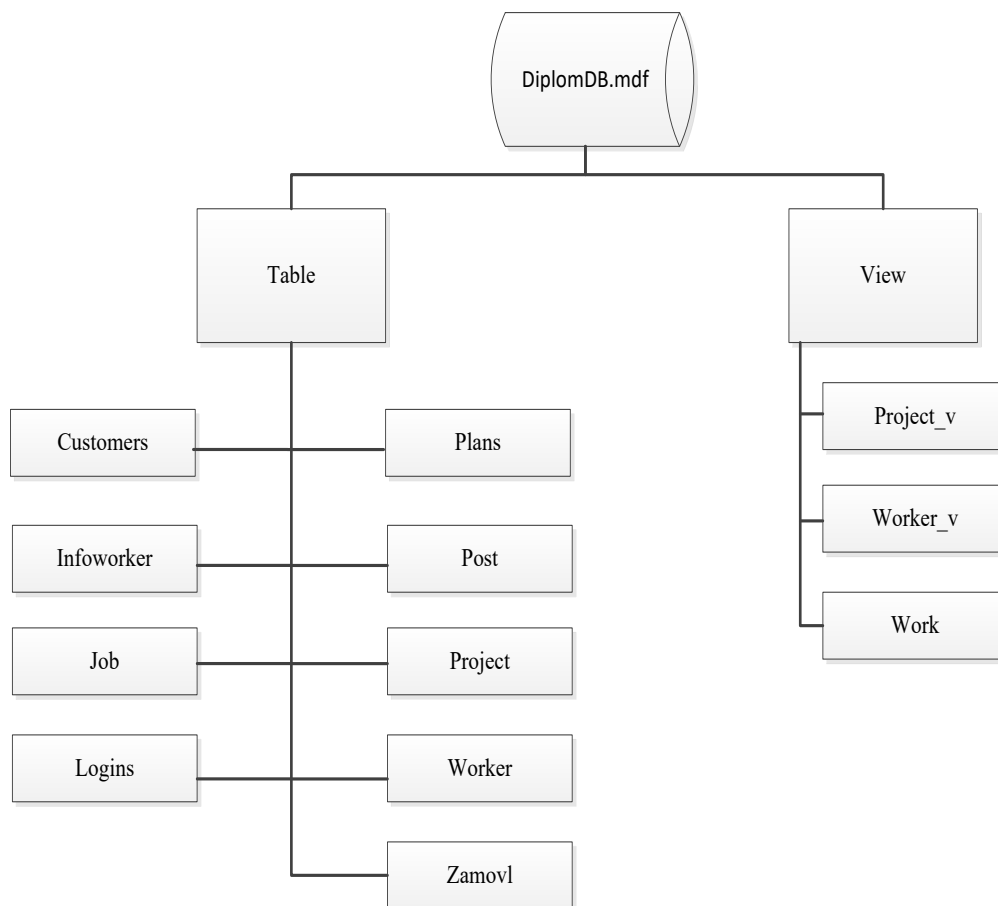 DiplomDB.mdf
Table
View
Customers
Plans
Project_v
Infoworker
Post
Worker_v
Job
Project
Work
Logins
Worker
Zamovl